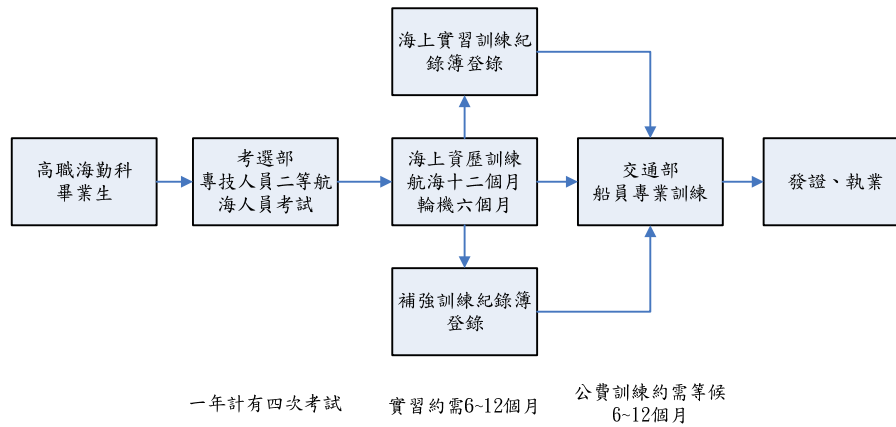 海上實習訓練紀
錄簿登錄
高職海勤科
畢業生
考選部
專技人員二等航
海人員考試
海上資歷訓練
航海十二個月
輪機六個月
交通部
船員專業訓練
發證、執業
補強訓練紀錄簿
登錄
一年計有四次考試
實習約需6~12個月
公費訓練約需等候
6~12個月